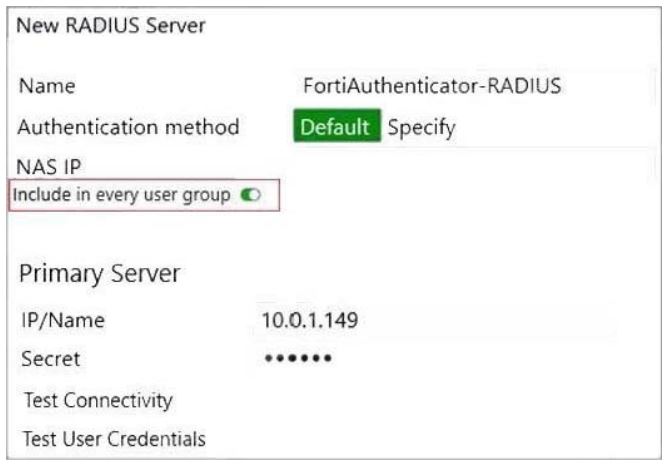 New RADIUS Server
Name FortiAuthenticator-RADIUS
Authentication method Default Specify
NAS IP
Include in every user group
Primary Server
IP/Name 10.0.1.149
Secret ••••••
Test Connectivity
Test User Credentials